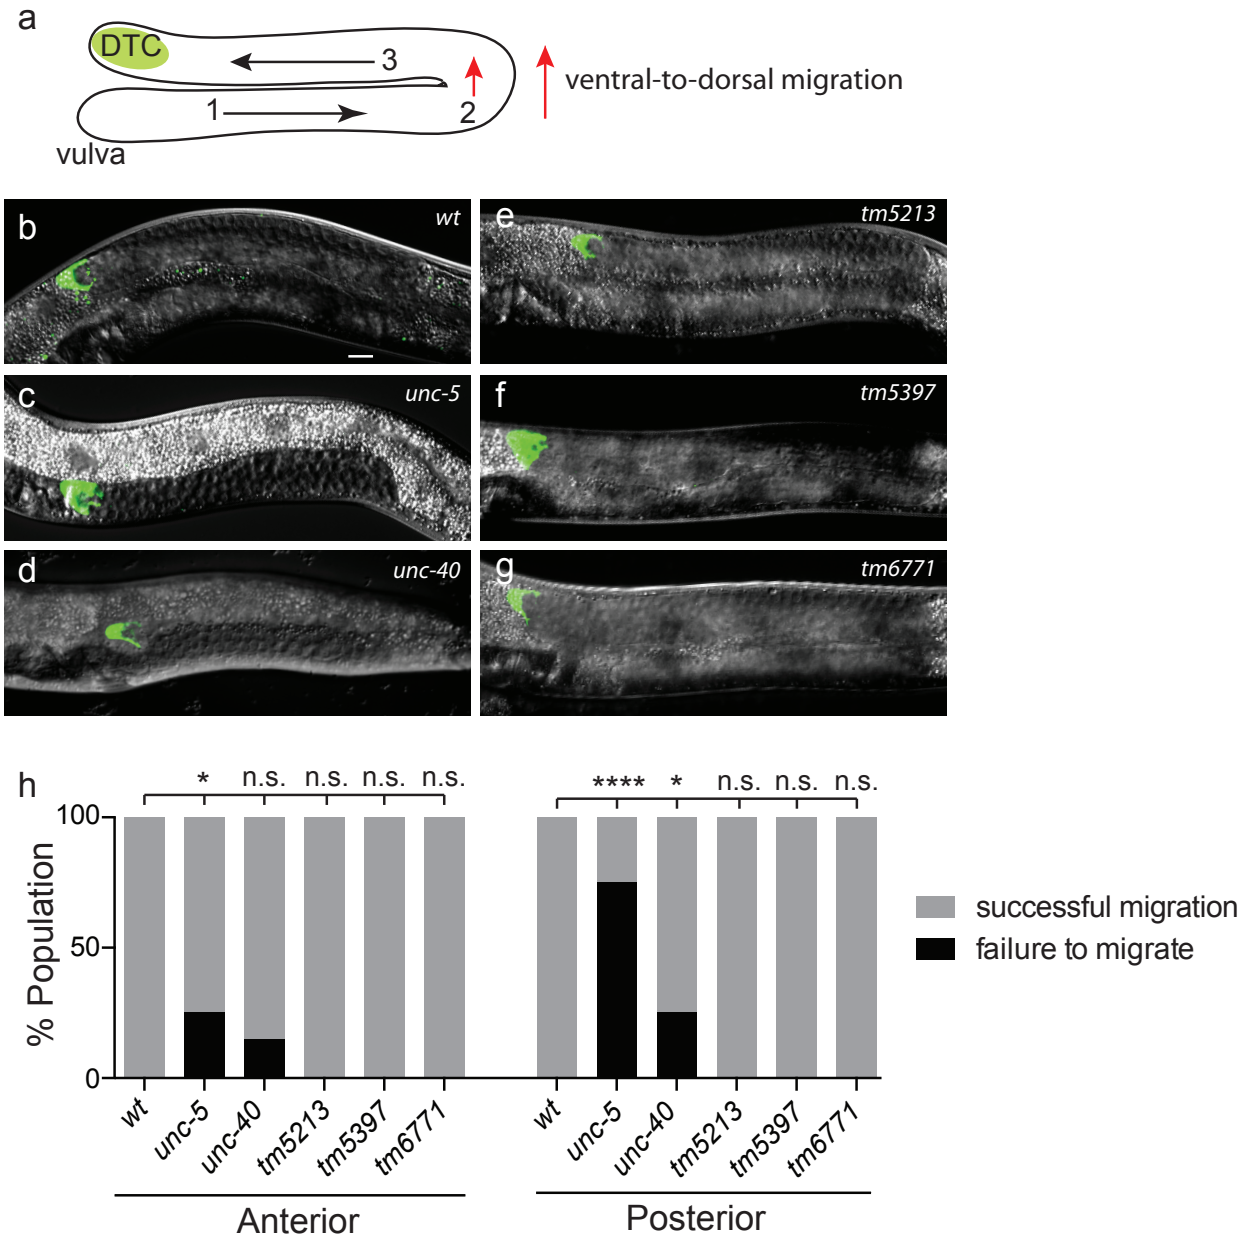 a
DTC
3
1
2
ventral-to-dorsal migration
vulva
b
wt
e
tm5213
c
unc-5
f
tm5397
d
unc-40
g
tm6771
h
* n.s. n.s. n.s. n.s.
**** * n.s. n.s. n.s.
100
50
0
% Population
successful migration
failure to migrate
wt unc-5 unc-40 tm5213 tm5397 tm6771
wt unc-5 unc-40 tm5213 tm5397 tm6771
Anterior
Posterior